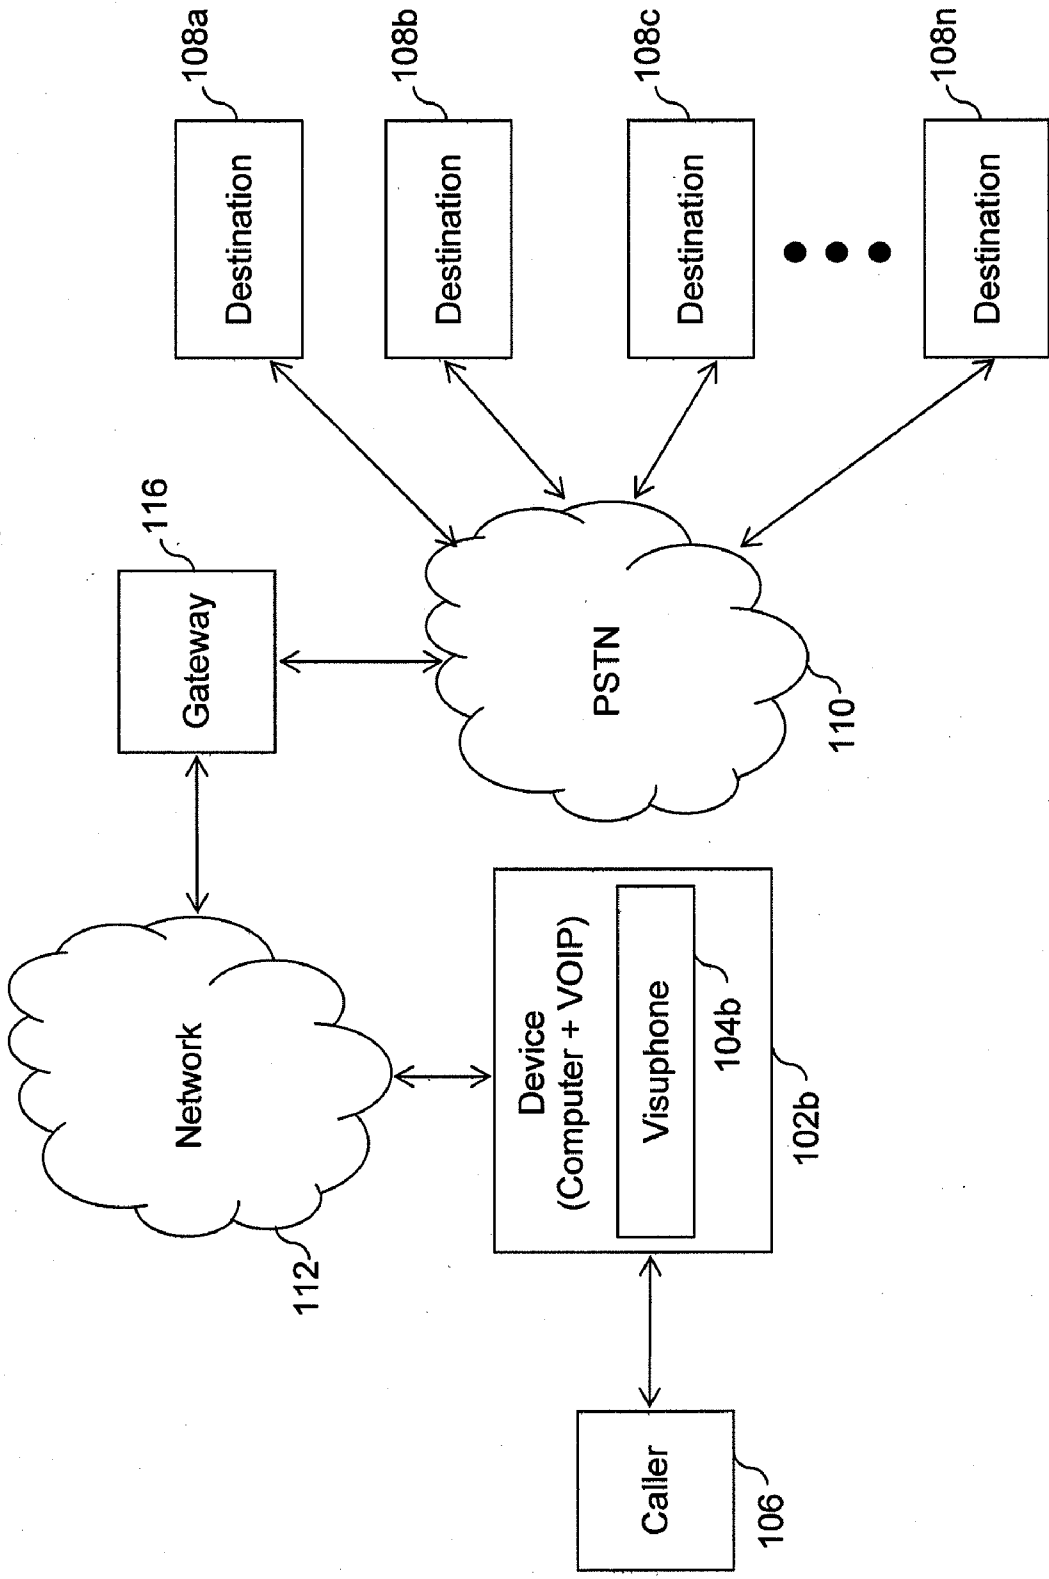 Caller
106
Device
(Computer + VOIP)
Visuphone
104b
102b
Network
112
Gateway
116
PSTN
110
Destination
108a
Destination
108b
Destination
108c
Destination
108n